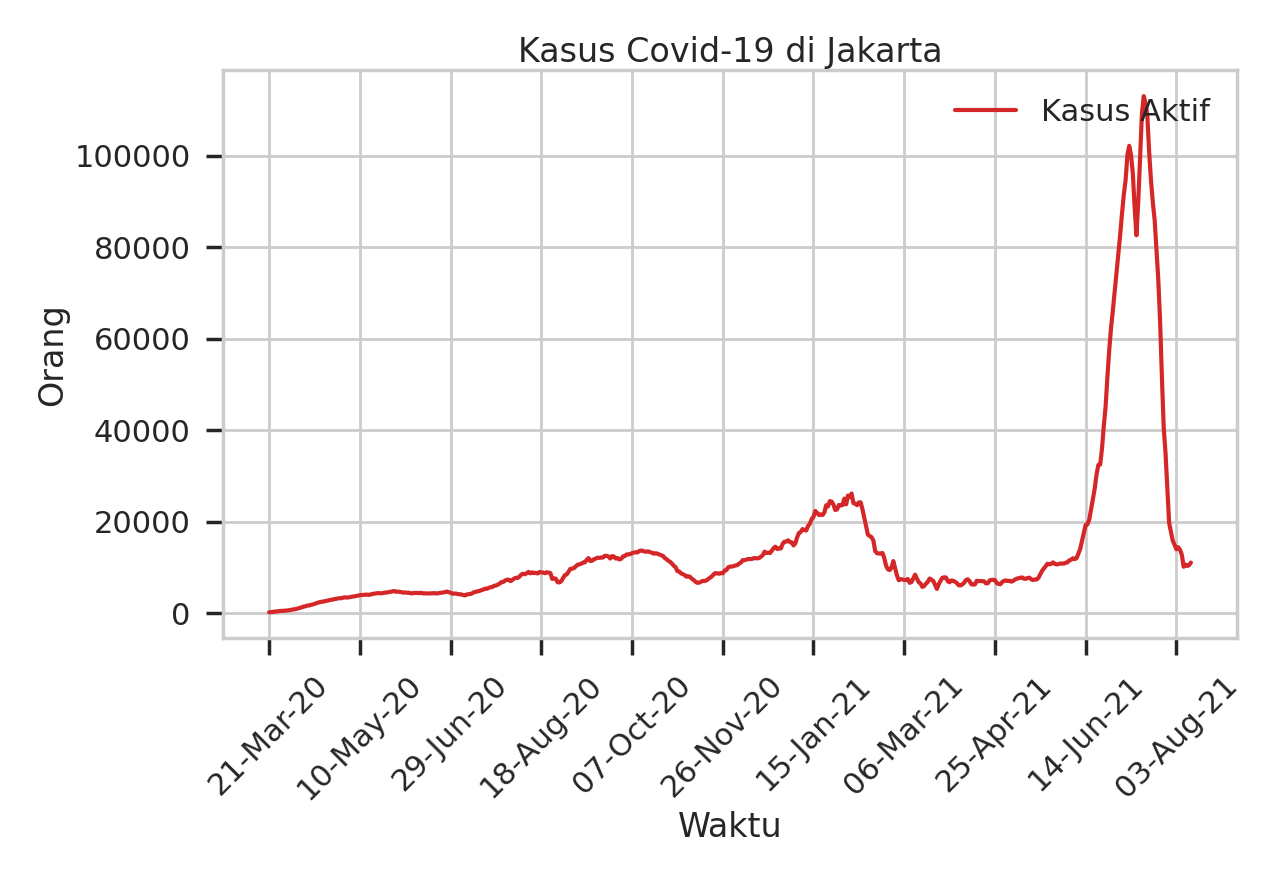 Kasus Covid-19 di Jakarta
Kasus Aktif
100000
80000
60000
40000
20000
0
Orang
21-Mar-20
10-May-20
29-Jun-20
18-Aug-20
07-Oct-20
26-Nov-20
15-Jan-21
06-Mar-21
25-Apr-21
14-Jun-21
03-Aug-21
Waktu